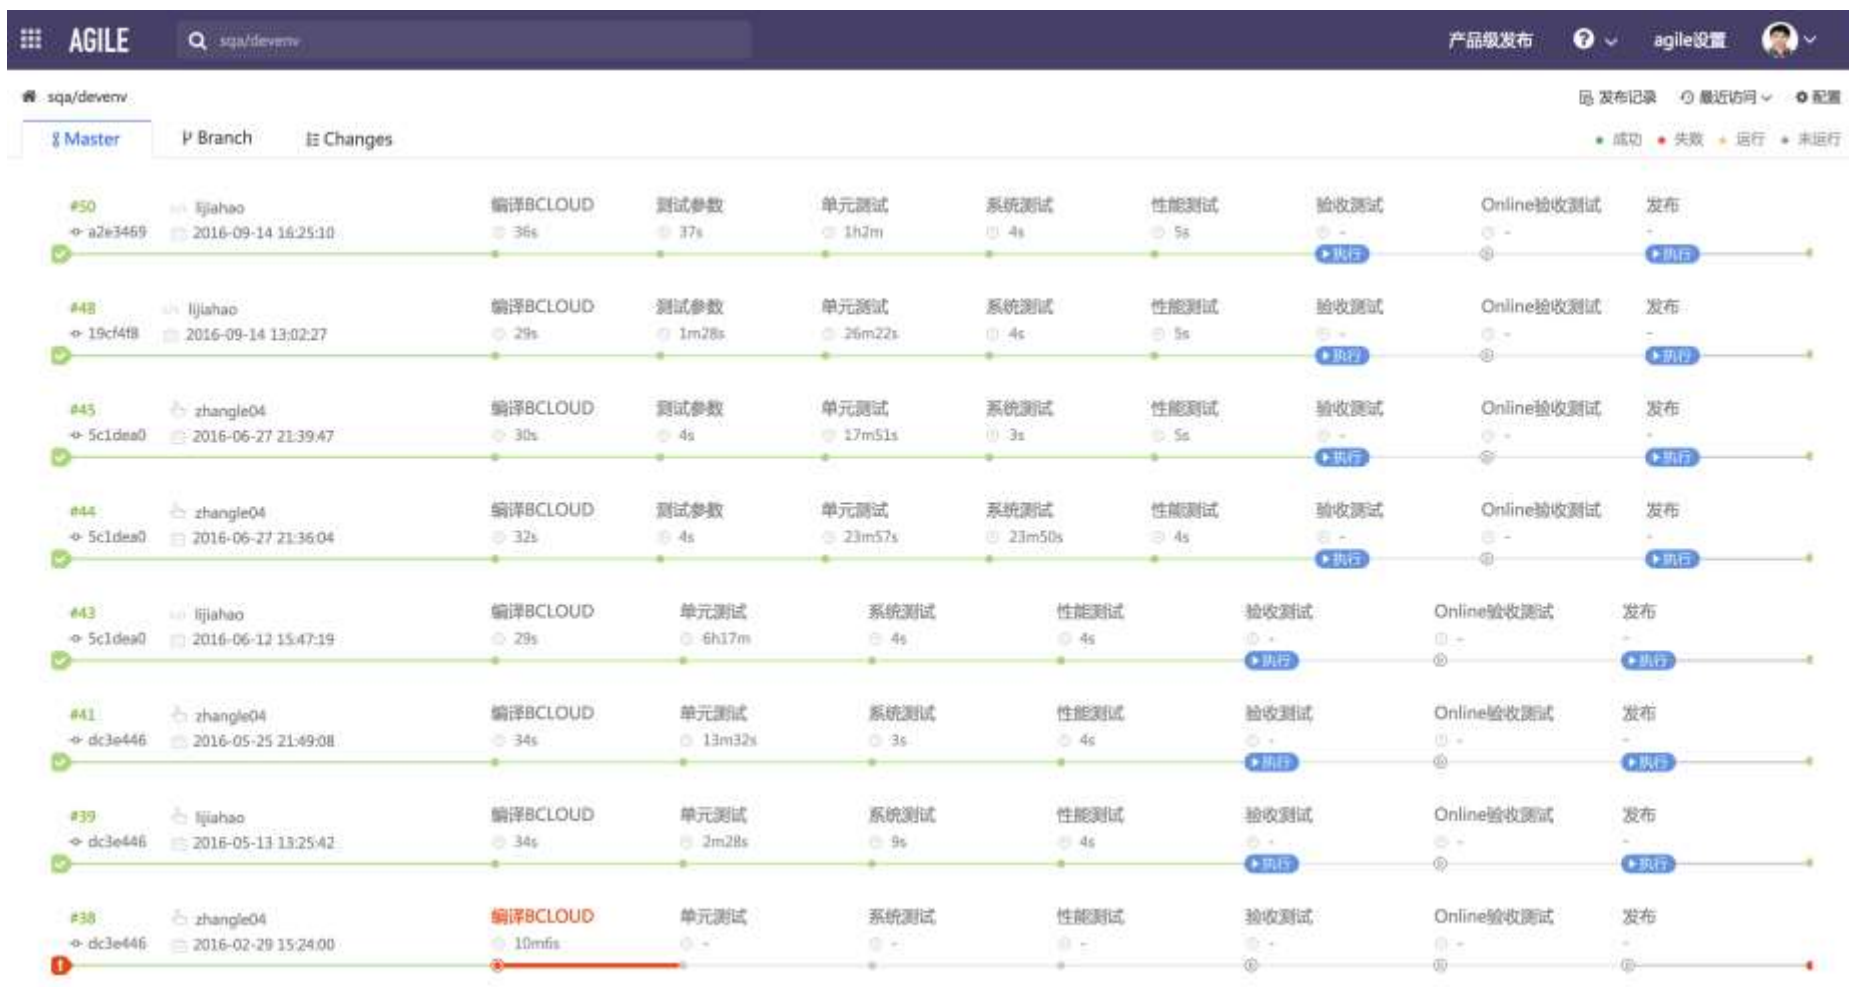 AGILE sqa/devenv 产品级发布 agile设置
sqa/devenv 发布记录 最近访问 配置
Master Branch Changes 成功 失败 运行 未运行
#50 lijiahao 编译BCLOUD 测试参数 单元测试 系统测试 性能测试 验收测试 Online验收测试 发布
a2e3469 2016-09-14 16:25:10 36s 37s 1h2m 4s 5s - - -
执行 执行
#48 lijiahao 编译BCLOUD 测试参数 单元测试 系统测试 性能测试 验收测试 Online验收测试 发布
19cf4f8 2016-09-14 13:02:27 29s 1m28s 26m22s 4s 5s - - -
执行 执行
#45 zhangle04 编译BCLOUD 测试参数 单元测试 系统测试 性能测试 验收测试 Online验收测试 发布
5c1dea0 2016-06-27 21:39:47 30s 4s 17m51s 3s 5s - - -
执行 执行
#44 zhangle04 编译BCLOUD 测试参数 单元测试 系统测试 性能测试 验收测试 Online验收测试 发布
5c1dea0 2016-06-27 21:36:04 32s 4s 23m57s 23m50s 4s - - -
执行 执行
#43 lijiahao 编译BCLOUD 单元测试 系统测试 性能测试 验收测试 Online验收测试 发布
5c1dea0 2016-06-12 15:47:19 29s 6h17m 4s 4s - - -
执行 执行
#41 zhangle04 编译BCLOUD 单元测试 系统测试 性能测试 验收测试 Online验收测试 发布
dc3e446 2016-05-25 21:49:08 34s 13m32s 3s 4s - - -
执行 执行
#39 lijiahao 编译BCLOUD 单元测试 系统测试 性能测试 验收测试 Online验收测试 发布
dc3e446 2016-05-13 13:25:42 34s 2m28s 9s 4s - - -
执行 执行
#38 zhangle04 编译BCLOUD 单元测试 系统测试 性能测试 验收测试 Online验收测试 发布
dc3e446 2016-02-29 15:24:00 10m6s - - - - - -